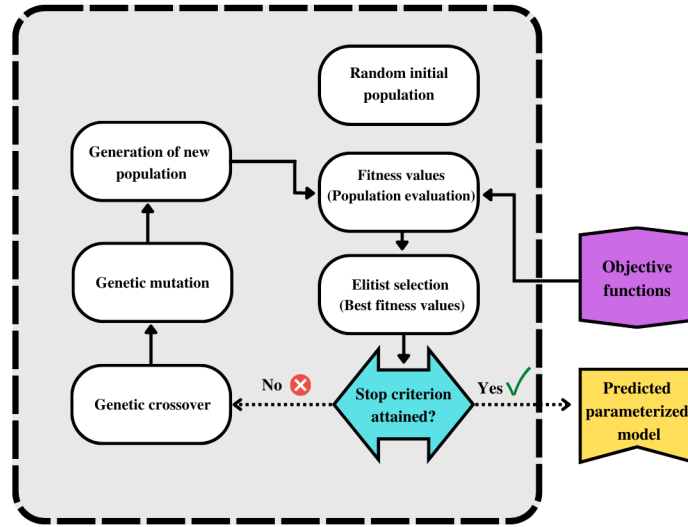 Random initial
population
Generation of new
population
Fitness values
(Population evaluation)
Objective
functions
Genetic mutation
Elitist selection
(Best fitness values)
No
Yes
Stop criterion
attained?
Genetic crossover
Predicted
parameterized
model